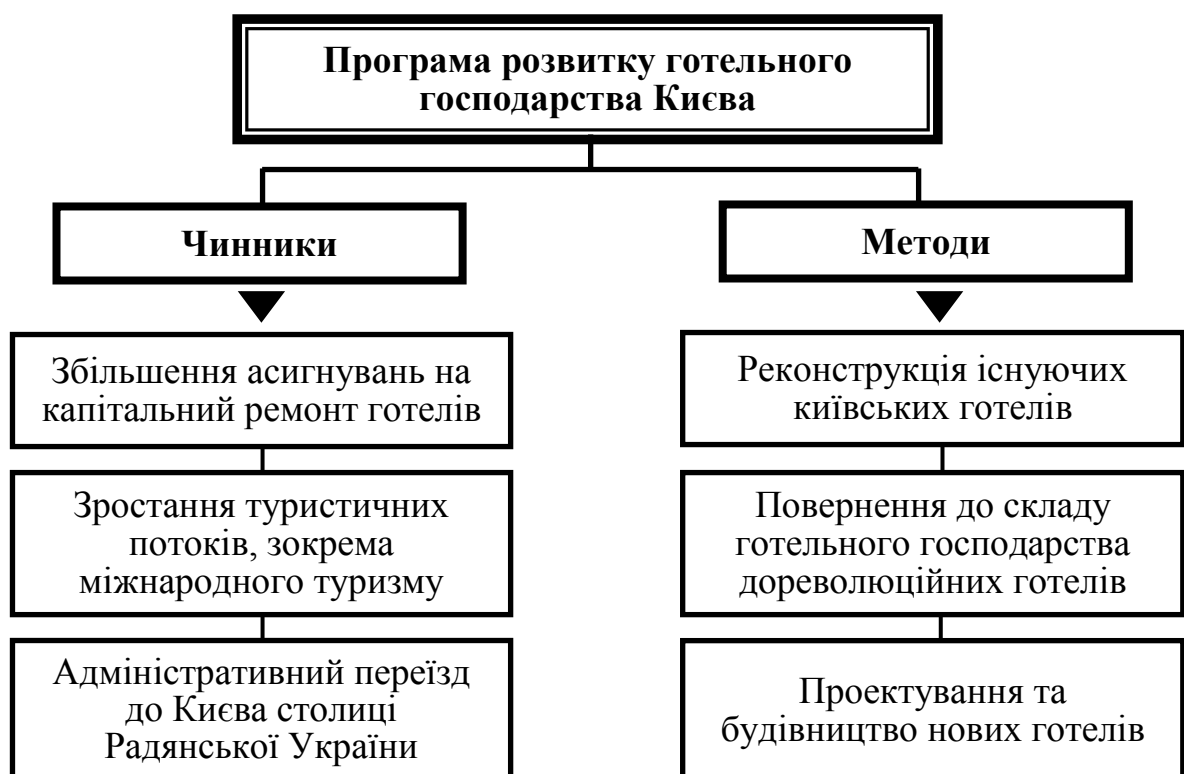 Програма розвитку готельного
господарства Києва
Чинники
Збільшення асигнувань на
капітальний ремонт готелів
Зростання туристичних
потоків, зокрема
міжнародного туризму
Адміністративний переїзд
до Києва столиці
Радянської України
Методи
Реконструкція існуючих
київських готелів
Повернення до складу
готельного господарства
дореволюційних готелів
Проектування та
будівництво нових готелів